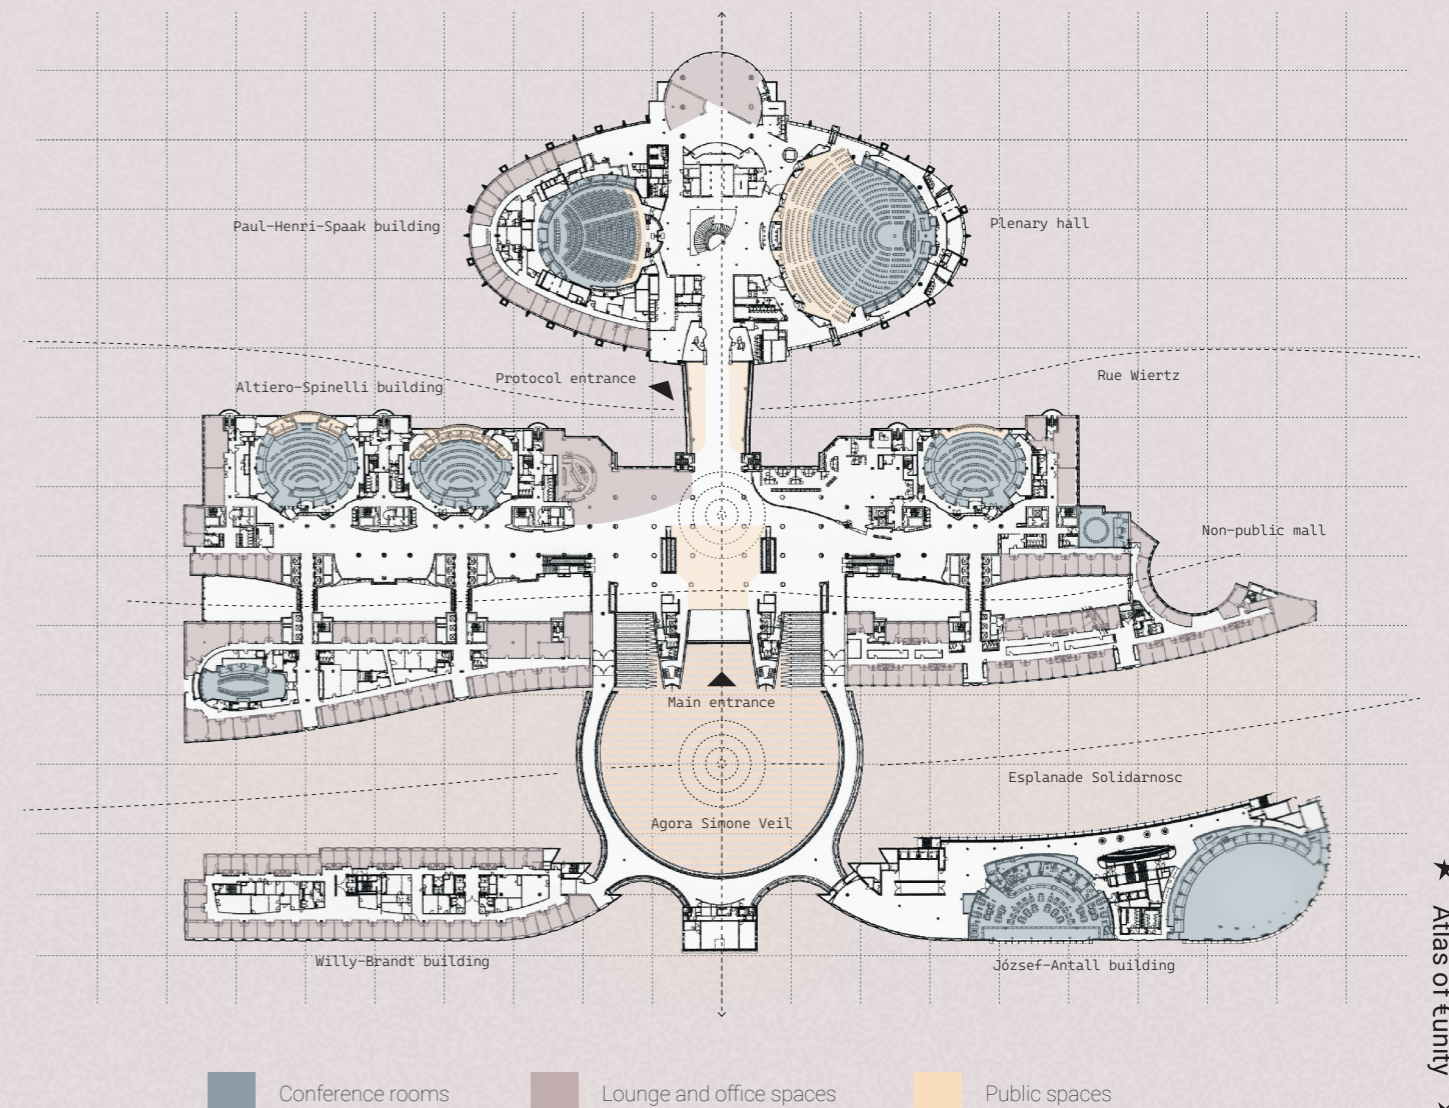 Paul-Henri-Spaak building
Plenary hall
Altiero-Spinelli building
Protocol entrance
Rue Wiertz
Non-public mall
Main entrance
Esplanade Solidarnosc
Agora Simone Veil
Willy-Brandt building
József-Antall building
★ Atlas of €unity
Conference rooms
Lounge and office spaces
Public spaces